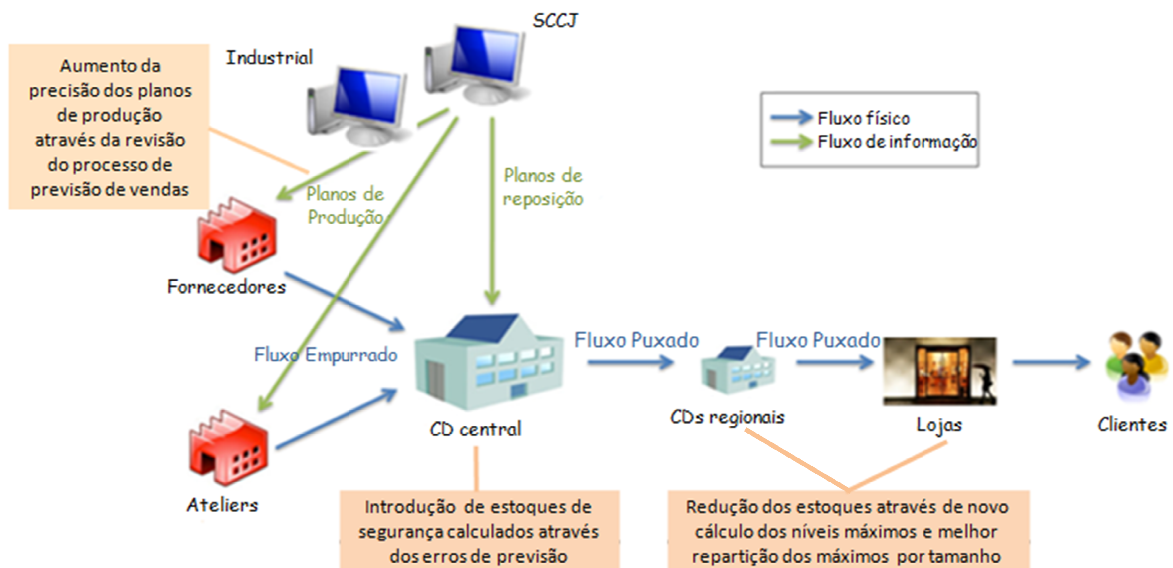 SCCJ
Industrial
Aumento da
precisão dos planos
de produção
através da revisão
do processo de
previsão de vendas
Fluxo físico
Fluxo de informação
Planos de
Produção
Planos de
reposição
Fornecedores
Fluxo Empurrado
Fluxo Puxado
Fluxo Puxado
CD central
CDs regionais
Lojas
Clientes
Ateliers
Introdução de estoques de
segurança calculados através
dos erros de previsão
Redução dos estoques através de novo
cálculo dos níveis máximos e melhor
repartição dos máximos por tamanho